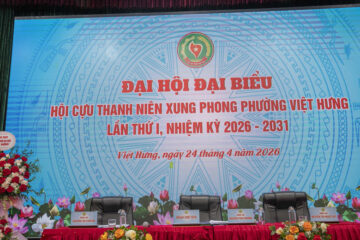 ĐẠI HỘI ĐẠI BIỂU
HỘI CỰU THANH NIÊN XUNG PHONG PHƯỜNG VIỆT HƯNG
LẦN THỨ I, NHIỆM KỲ 2026 - 2031
Việt Hưng, ngày 24 tháng 4 năm 2026